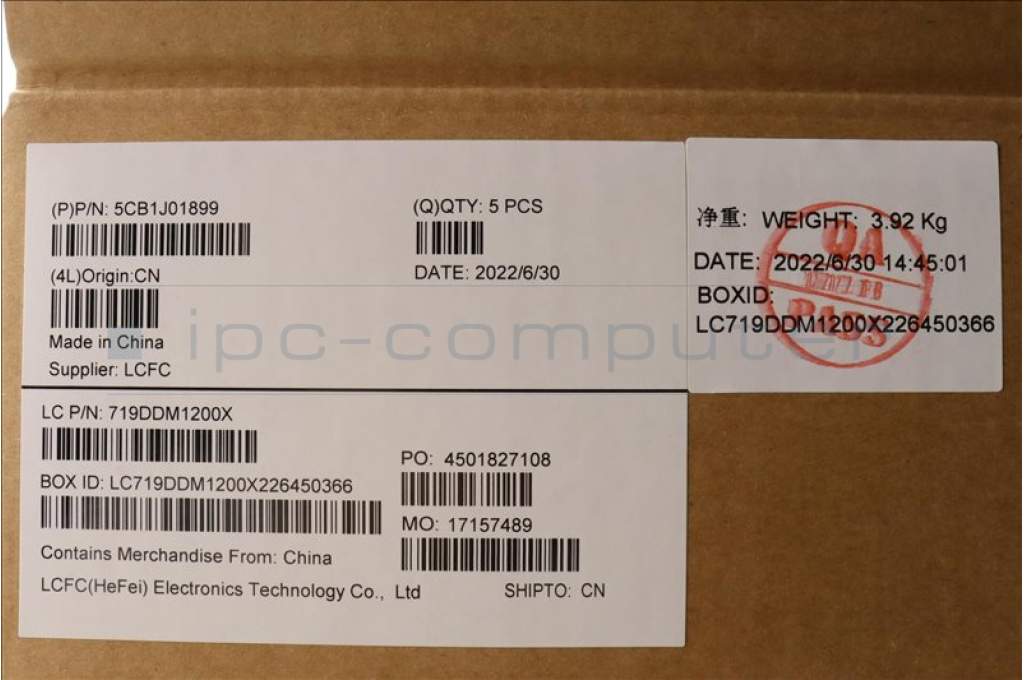 (P)P/N: 5CB1J01899
(Q)QTY: 5 PCS
(4L)Origin:CN
DATE: 2022/6/30
Made in China
Supplier: LCFC
净重: WEIGHT: 3.92 Kg
DATE: 2022/6/30 14:45:01
BOXID:
LC719DDM1200X226450366
QA
PASS
ipc-computer
LC P/N: 719DDM1200X
BOX ID: LC719DDM1200X226450366
PO: 4501827108
MO: 17157489
Contains Merchandise From: China
LCFC(HeFei) Electronics Technology Co., Ltd
SHIPTO: CN